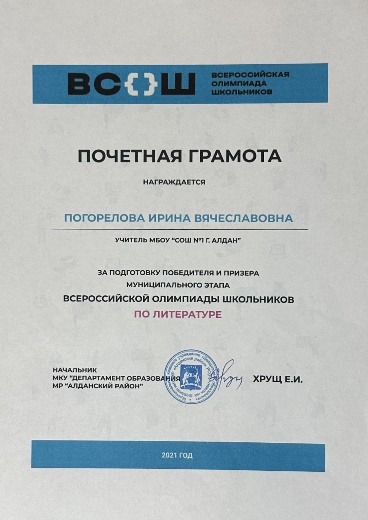 ВС{}Ш
ВСЕРОССИЙСКАЯ
ОЛИМПИАДА
ШКОЛЬНИКОВ
ПОЧЕТНАЯ ГРАМОТА
НАГРАЖДАЕТСЯ
ПОГОРЕЛОВА ИРИНА ВЯЧЕСЛАВОВНА
УЧИТЕЛЬ МБОУ "СОШ №1 Г. АЛДАН"
ЗА ПОДГОТОВКУ ПОБЕДИТЕЛЯ И ПРИЗЕРА
МУНИЦИПАЛЬНОГО ЭТАПА
ВСЕРОССИЙСКОЙ ОЛИМПИАДЫ ШКОЛЬНИКОВ
ПО ЛИТЕРАТУРЕ
НАЧАЛЬНИК
МКУ "ДЕПАРТАМЕНТ ОБРАЗОВАНИЯ
МР "АЛДАНСКИЙ РАЙОН"
ХРУЩ Е.И.
2021 ГОД